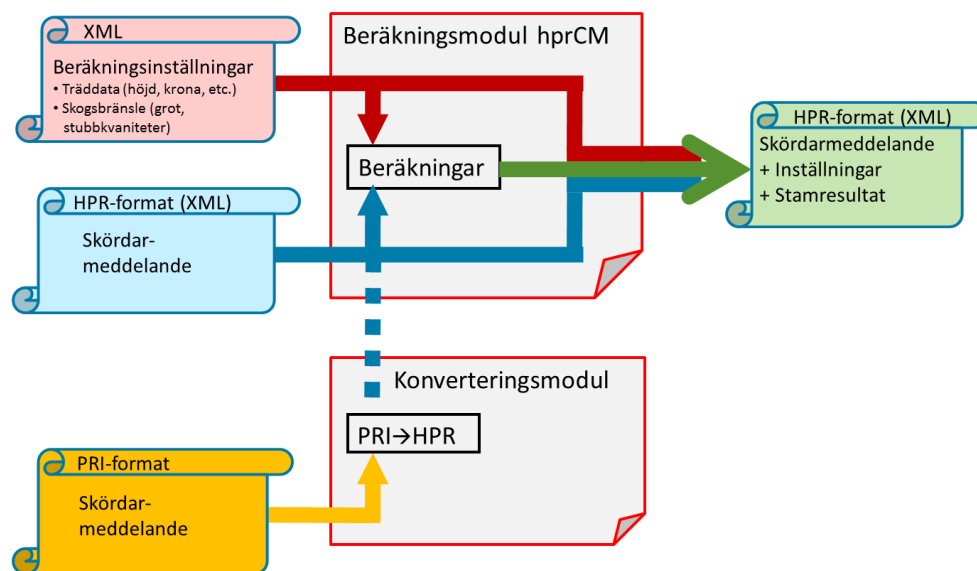 XML
Beräkningsinställningar
• Träddata (höjd, krona, etc.)
• Skogsbränsle (grot,
stubbkvaniteter)
Beräkningsmodul hprCM
Beräkningar
HPR-format (XML)
Skördarmeddelande
+ Inställningar
+ Stamresultat
HPR-format (XML)
Skördar-
meddelande
Konverteringsmodul
PRI→HPR
PRI-format
Skördar-
meddelande